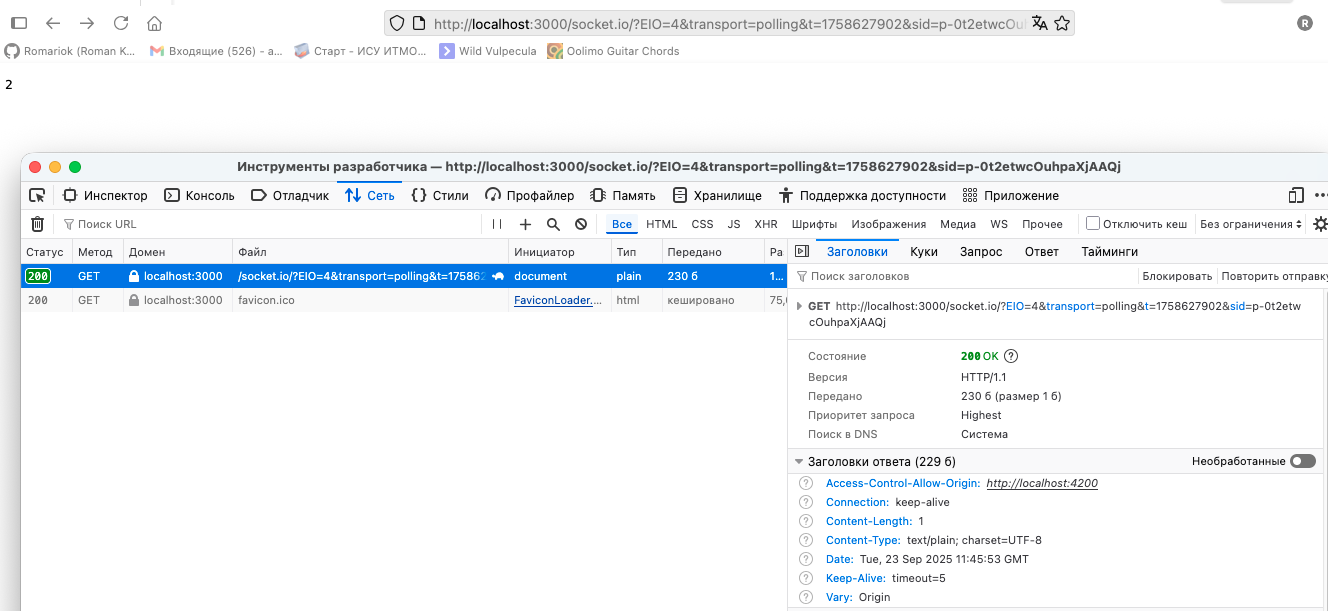 http://localhost:3000/socket.io/?EIO=4&transport=polling&t=1758627902&sid=p-0t2etwcOu
R
Romariok (Roman K... Входящие (526) - a... Старт - ИСУ ИТМО... Wild Vulpecula Oolimo Guitar Chords
2
Инструменты разработчика — http://localhost:3000/socket.io/?EIO=4&transport=polling&t=1758627902&sid=p-0t2etwcOuhpaXjAAQj
Инспектор Консоль Отладчик Сеть Стили Профайлер Память Хранилище Поддержка доступности Приложение
Поиск URL Все HTML CSS JS XHR Шрифты Изображения Медиа WS Прочее Отключить кеш Без ограничения
Статус Метод Домен Файл Инициатор Тип Передано Ра
200 GET localhost:3000 /socket.io/?EIO=4&transport=polling&t=175862 document plain 230 б 1...
200 GET localhost:3000 favicon.ico FaviconLoader.... html кешировано 75,
Заголовки Куки Запрос Ответ Тайминги
Поиск заголовков Блокировать Повторить отправку
GET http://localhost:3000/socket.io/?EIO=4&transport=polling&t=1758627902&sid=p-0t2etw
cOuhpaXjAAQj
Состояние 200 OK
Версия HTTP/1.1
Передано 230 б (размер 1 б)
Приоритет запроса Highest
Поиск в DNS Система
Заголовки ответа (229 б) Необработанные
Access-Control-Allow-Origin: http://localhost:4200
Connection: keep-alive
Content-Length: 1
Content-Type: text/plain; charset=UTF-8
Date: Tue, 23 Sep 2025 11:45:53 GMT
Keep-Alive: timeout=5
Vary: Origin